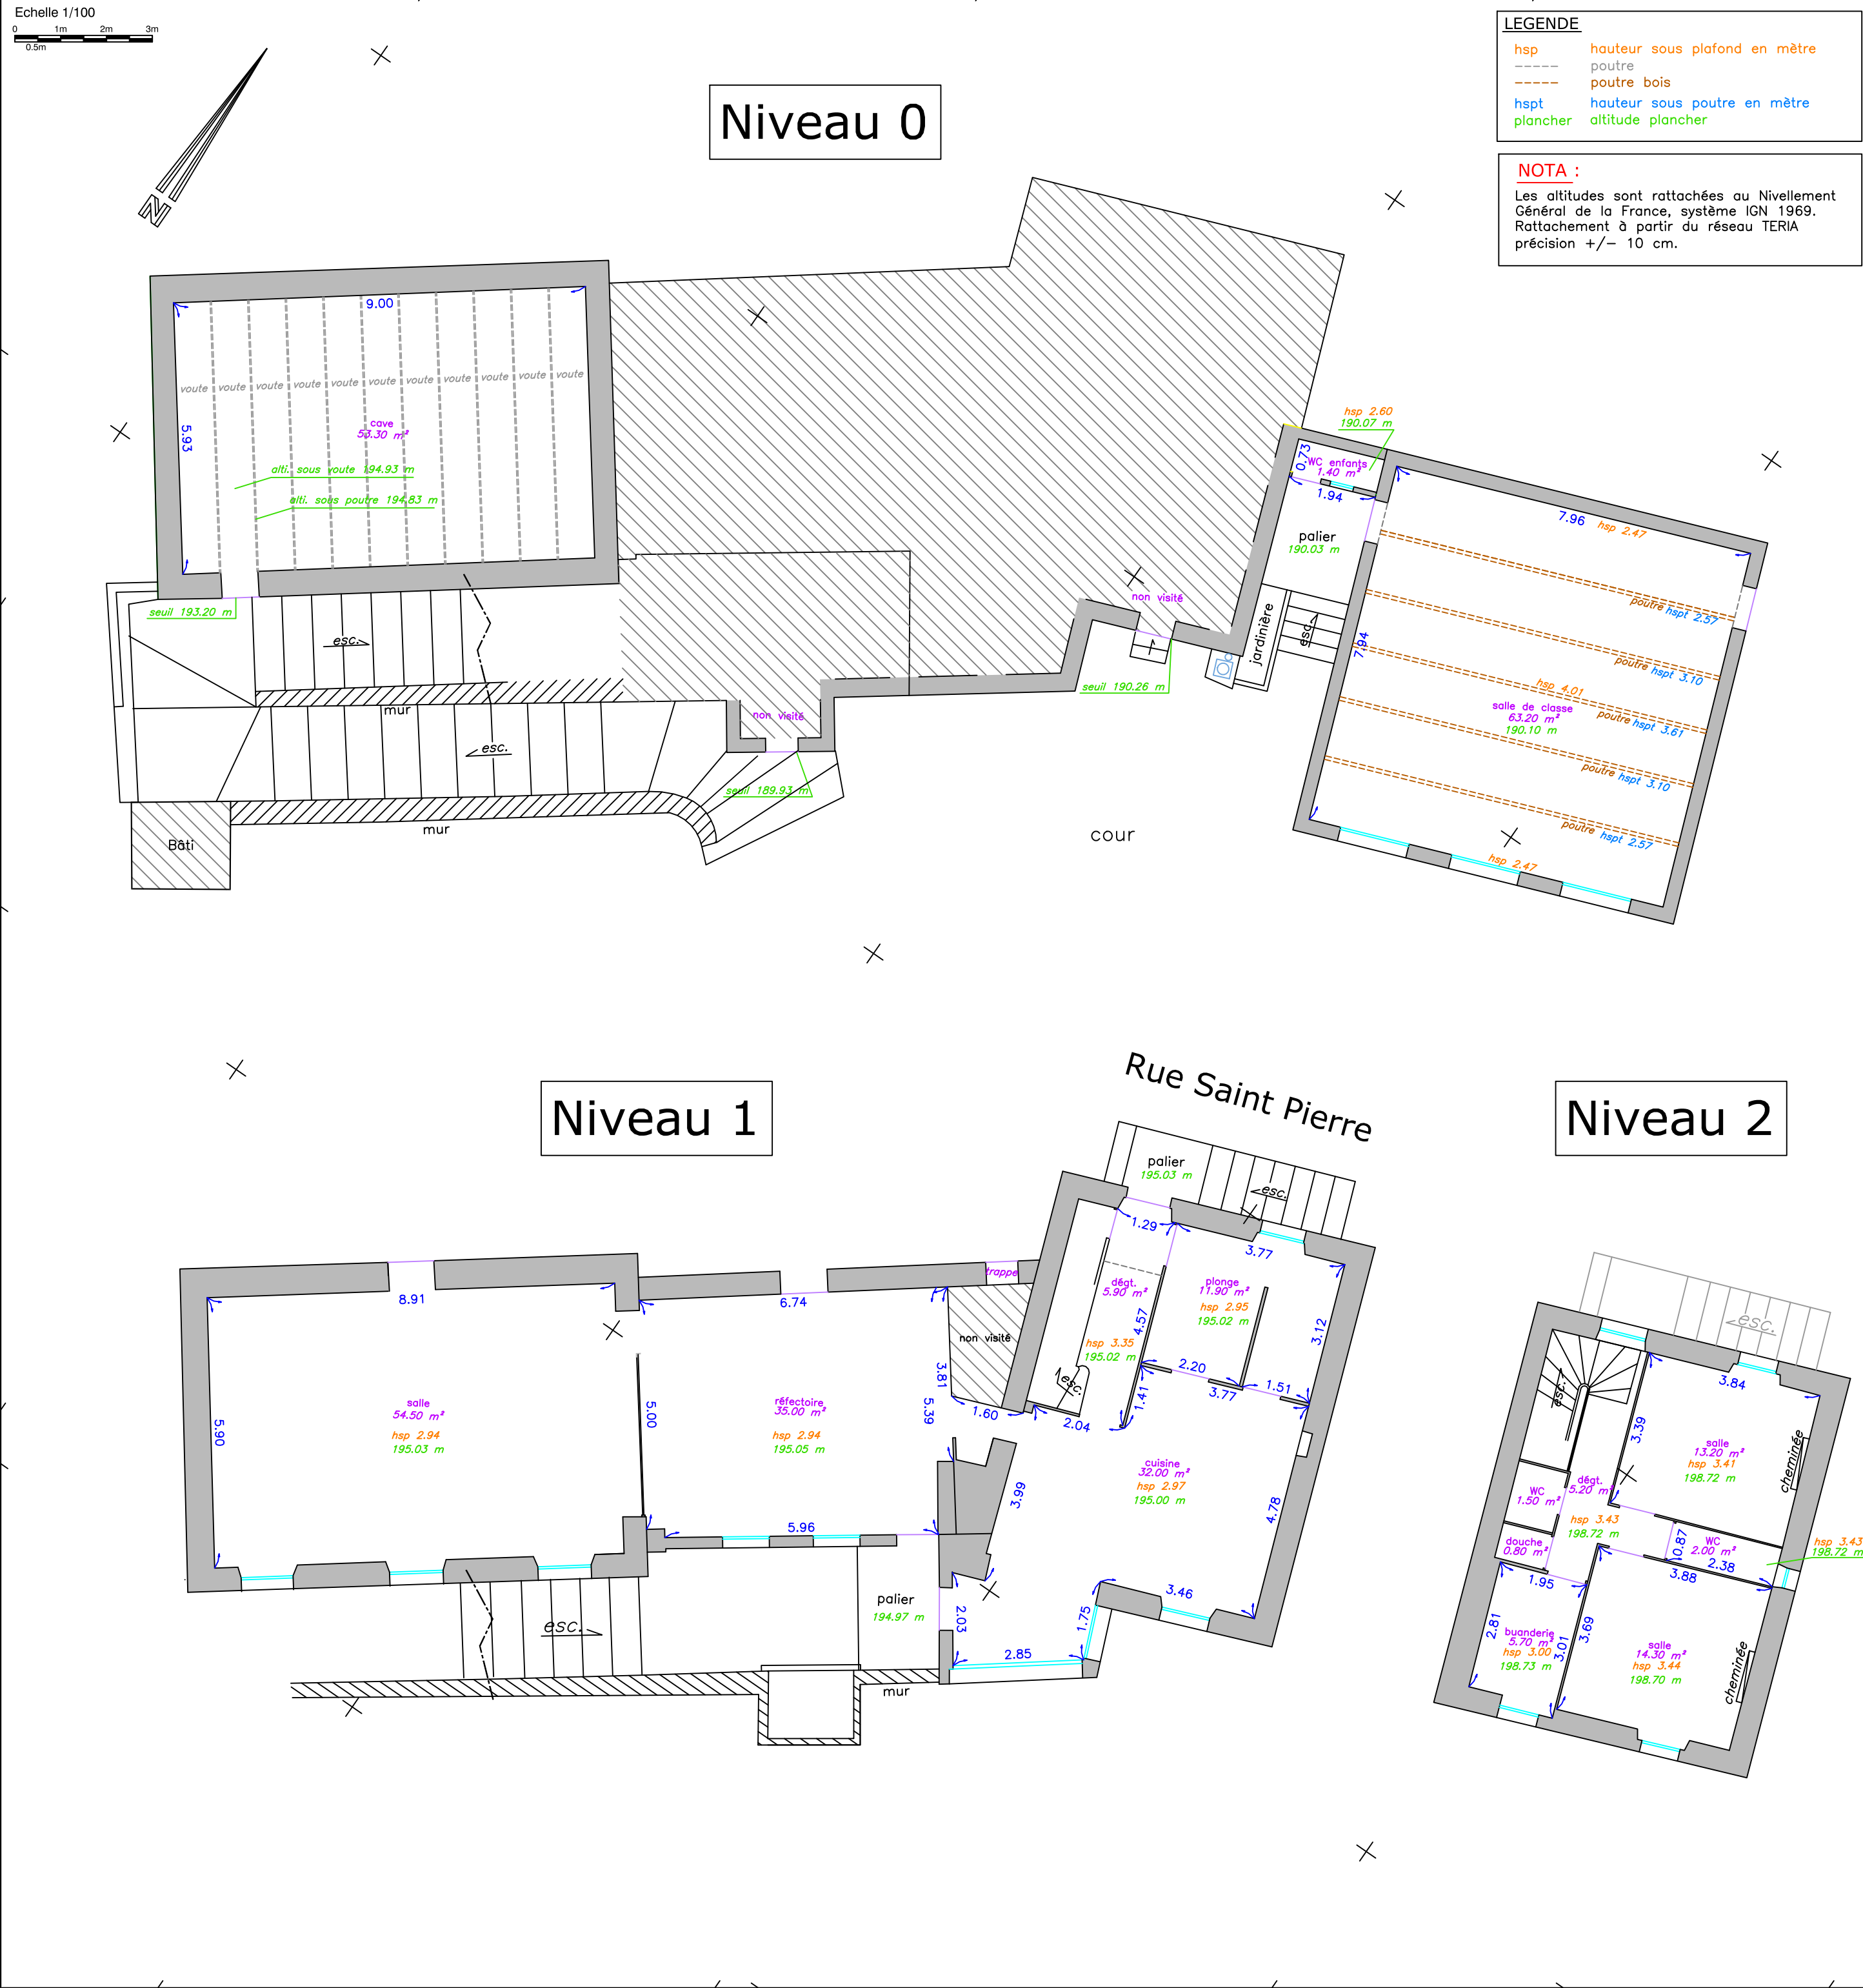 Echelle 1/100
0 1m 2m 3m
0.5m
N
Niveau 0
LEGENDE
hsp hauteur sous plafond en mètre
poutre
poutre bois
hspt hauteur sous poutre en mètre
plancher altitude plancher
NOTA :
Les altitudes sont rattachées au Nivellement
Général de la France, système IGN 1969.
Rattachement à partir du réseau TERIA
précision +/- 10 cm.
9.00
voute voute voute voute voute voute voute voute voute voute voute
5.93
cave
53.30 m²
alti. sous voute 194.93 m
alti. sous poutre 194.83 m
seuil 193.20 m
esc.
mur
esc.
mur
Bâti
non visité
seuil 189.93 m
non visité
seuil 190.26 m
cour
jardinière
esc.
hsp 2.60
190.07 m
0.73
WC enfants
1.40 m²
1.94
palier
190.03 m
7.96
hsp 2.47
7.94
poutre hspt 2.57
poutre hspt 3.10
hsp 4.01
salle de classe
63.20 m²
190.10 m
poutre hspt 3.61
poutre hspt 3.10
poutre hspt 2.57
hsp 2.47
Niveau 1
Rue Saint Pierre
Niveau 2
8.91
5.90
salle
54.50 m²
hsp 2.94
195.03 m
5.00
6.74
trappe
non visité
3.81
5.39
réfectoire
35.00 m²
hsp 2.94
195.05 m
5.96
1.60
esc.
palier
194.97 m
mur
2.03
2.85
1.75
3.46
3.99
4.78
palier
195.03 m
esc.
1.29
3.77
dégt.
5.90 m²
hsp 3.35
195.02 m
4.57
plonge
11.90 m²
hsp 2.95
195.02 m
3.12
2.20
3.77
1.51
1.41
esc.
2.04
cuisine
32.00 m²
hsp 2.97
195.00 m
esc.
esc.
3.84
3.39
salle
13.20 m²
hsp 3.41
198.72 m
cheminée
dégt.
5.20 m²
hsp 3.43
198.72 m
WC
1.50 m²
douche
0.80 m²
0.87
WC
2.00 m²
2.38
3.88
hsp 3.43
198.72 m
1.95
2.81
buanderie
5.70 m²
hsp 3.00
198.73 m
3.01
3.69
salle
14.30 m²
hsp 3.44
198.70 m
cheminée